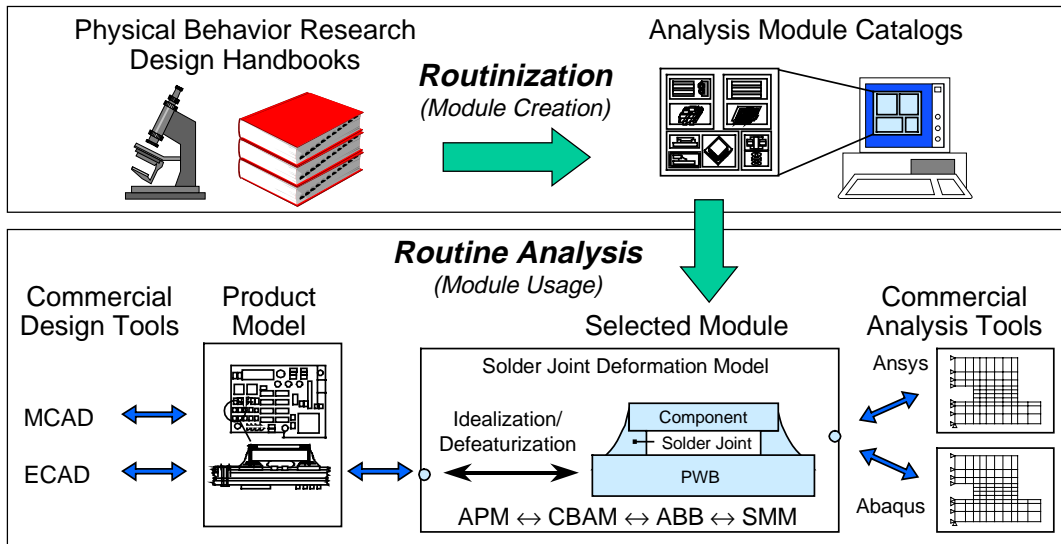 Physical Behavior Research
Design Handbooks
Routinization
(Module Creation)
Analysis Module Catalogs
Routine Analysis
(Module Usage)
Commercial
Design Tools
Product
Model
Selected Module
Commercial
Analysis Tools
MCAD
ECAD
Solder Joint Deformation Model
Idealization/
Defeaturization
Component
Solder Joint
PWB
APM ↔ CBAM ↔ ABB ↔ SMM
Ansys
Abaqus